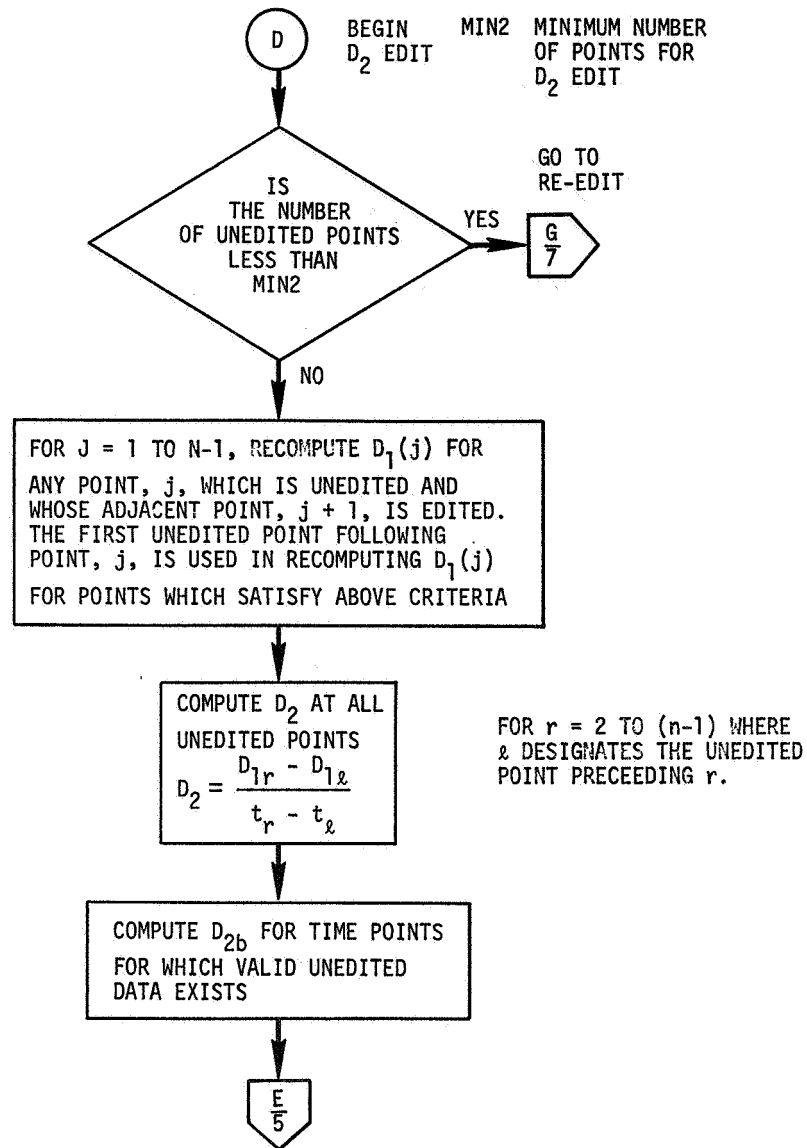 D
BEGIN
D₂ EDIT
MIN2 MINIMUM NUMBER
OF POINTS FOR
D₂ EDIT
IS
THE NUMBER
OF UNEDITED POINTS
LESS THAN
MIN2
YES
GO TO
RE-EDIT
G
7
NO
FOR J = 1 TO N-1, RECOMPUTE D₁(j) FOR
ANY POINT, j, WHICH IS UNEDITED AND
WHOSE ADJACENT POINT, j + 1, IS EDITED.
THE FIRST UNEDITED POINT FOLLOWING
POINT, j, IS USED IN RECOMPUTING D₁(j)
FOR POINTS WHICH SATISFY ABOVE CRITERIA
COMPUTE D₂ AT ALL
UNEDITED POINTS
D₂ = (D₁r - D₁ℓ) / (tr - tℓ)
FOR r = 2 TO (n-1) WHERE
ℓ DESIGNATES THE UNEDITED
POINT PRECEEDING r.
COMPUTE D₂b FOR TIME POINTS
FOR WHICH VALID UNEDITED
DATA EXISTS
E
5